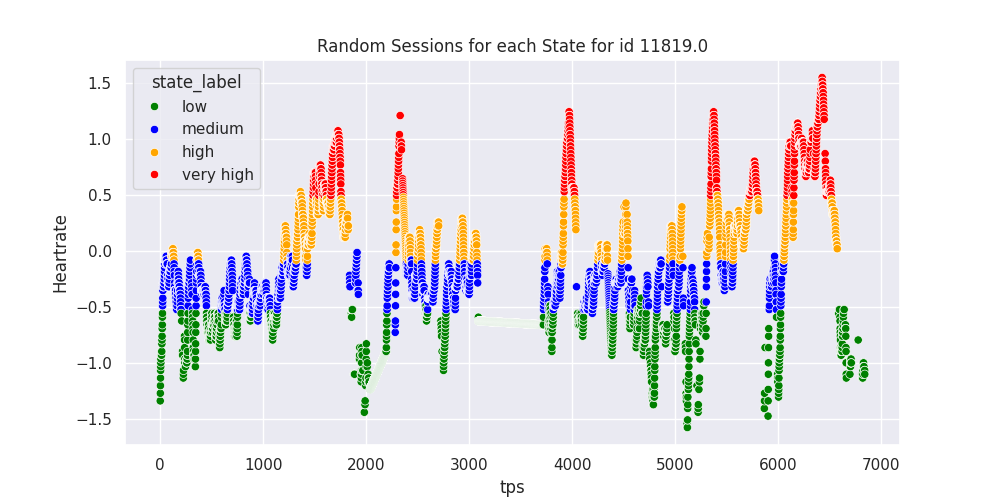 Random Sessions for each State for id 11819.0
state_label
low
medium
high
very high
Heartrate
1.5
1.0
0.5
0.0
−0.5
−1.0
−1.5
0 1000 2000 3000 4000 5000 6000 7000
tps